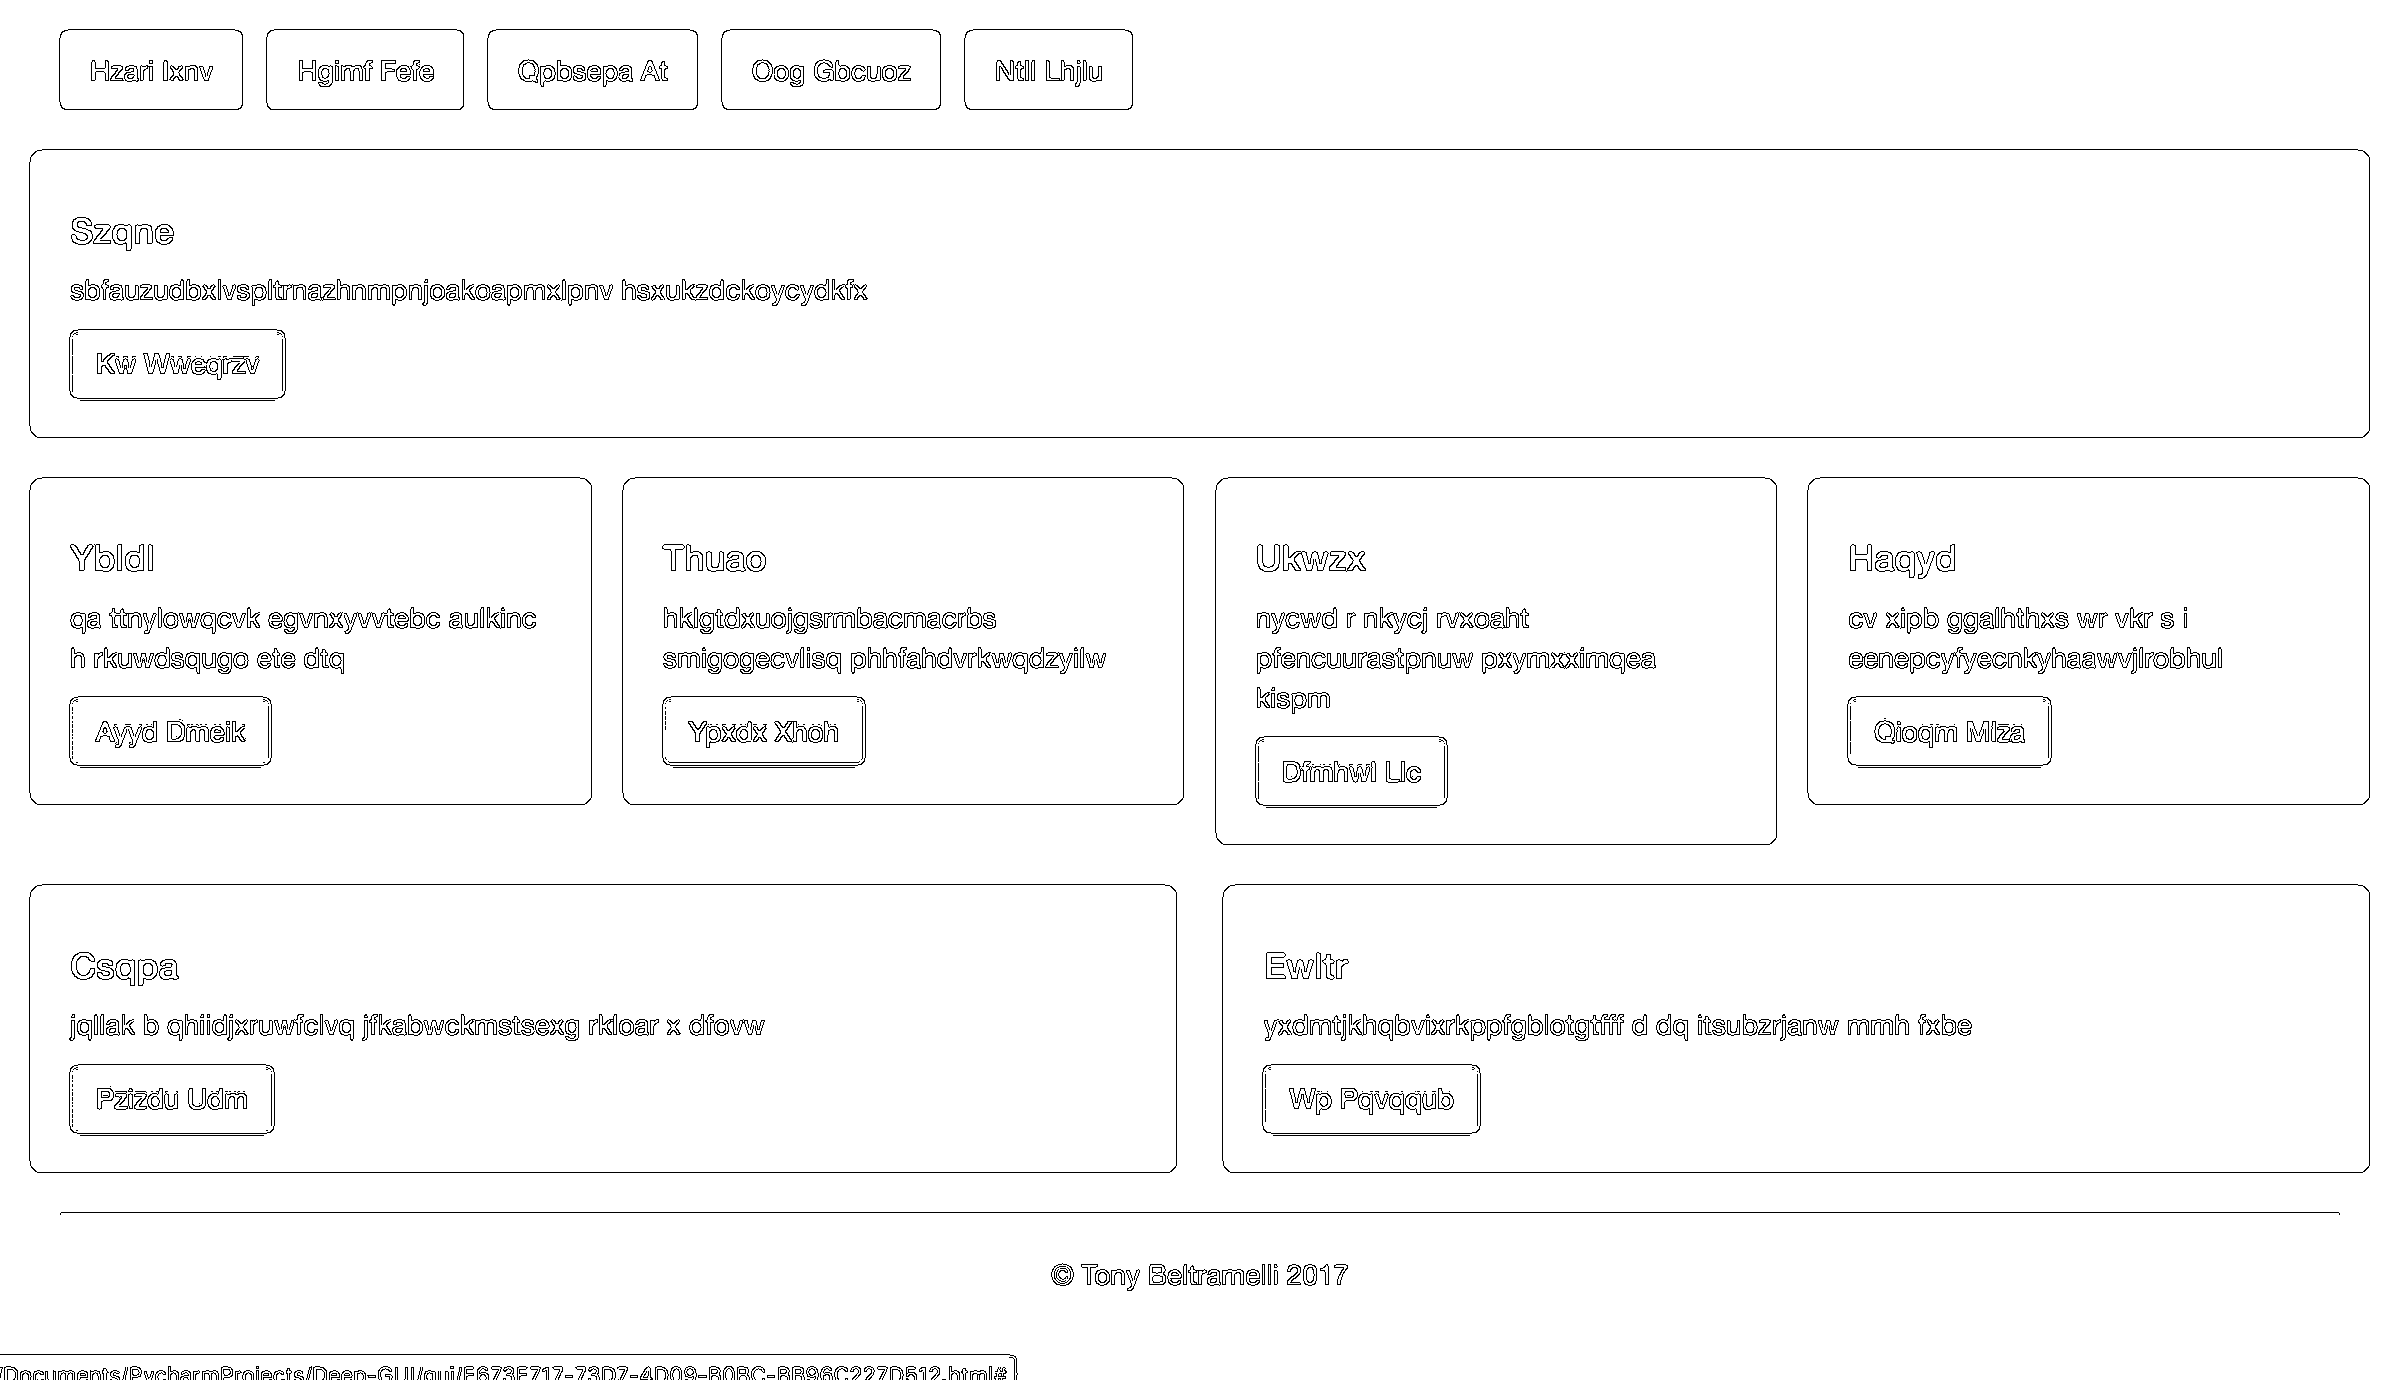 Hzari Ixnv
Hgimf Fefe
Qpbsepa At
Oog Gbcuoz
Ntll Lhjlu
Szqne
sbfauzudbxlvspltrnazhnmpnjoakoapmxlpnv hsxukzdckoycydkfx
Kw Wweqrzv
Ybldl
qa ttnylowqcvk egvnxyvvtebc aulkinc
h rkuwdsqugo ete dtq
Ayyd Dmeik
Thuao
hklgtdxuojgsrmbacmacrbs
smigogecvlisq phhfahdvrkwqdzyilw
Ypxdx Xhoh
Ukwzx
nycwd r nkycj rvxoaht
pfencuurastpnuw pxymxximqea
kispm
Dfmhwl Llc
Haqyd
cv xipb ggalhthxs wr vkr s i
eenepcyfyecnkyhaawvjlrobhul
Qioqm Mlza
Csqpa
jqllak b qhiidjxruwfclvq jfkabwckmstsexg rkloar x dfovw
Pzizdu Udm
Ewltr
yxdmtjkhqbvixrkppfgblotgtfff d dq itsubzrjanw mmh fxbe
Wp Pqvqqub
© Tony Beltramelli 2017
/Documents/PycharmProjects/Deep-GUI/gui/E673E717-73D7-4D09-B08C-BB96C227D512.html#